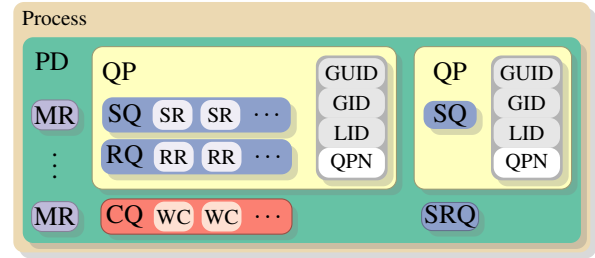 Process
PD
QP
GUID
GID
LID
QPN
MR
SQ SR SR ...
RQ RR RR ...
⋮
MR
CQ WC WC ...
QP
GUID
GID
LID
QPN
SQ
SRQ